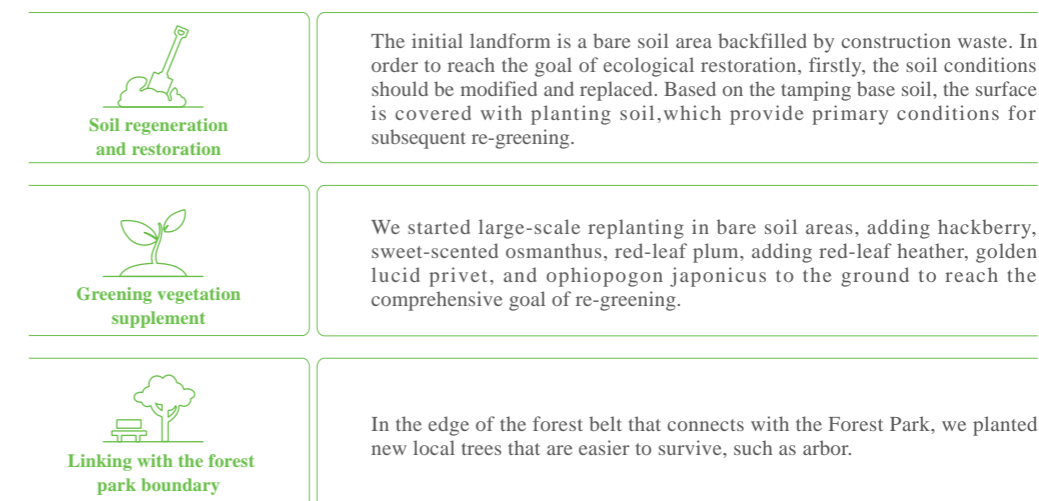 Soil regeneration
and restoration
The initial landform is a bare soil area backfilled by construction waste. In
order to reach the goal of ecological restoration, firstly, the soil conditions
should be modified and replaced. Based on the tamping base soil, the surface
is covered with planting soil,which provide primary conditions for
subsequent re-greening.
Greening vegetation
supplement
We started large-scale replanting in bare soil areas, adding hackberry,
sweet-scented osmanthus, red-leaf plum, adding red-leaf heather, golden
lucid privet, and ophiopogon japonicus to the ground to reach the
comprehensive goal of re-greening.
Linking with the forest
park boundary
In the edge of the forest belt that connects with the Forest Park, we planted
new local trees that are easier to survive, such as arbor.